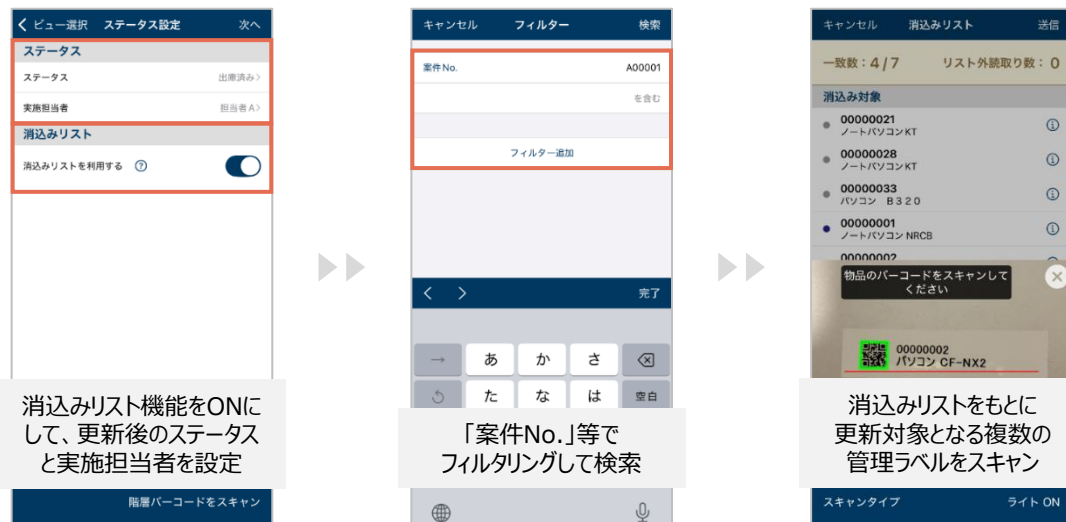 ビュー選択 ステータス設定 次へ
ステータス
ステータス 出庫済み
実施担当者 担当者A
消込みリスト
消込みリストを利用する ?
消込みリスト機能をONに
して、更新後のステータス
と実施担当者を設定
階層バーコードをスキャン
キャンセル フィルター 検索
案件No. A00001
を含む
フィルター追加
完了
→ あ か さ
た な は 空白
「案件No.」等で
フィルタリングして検索
キャンセル 消込みリスト 送信
一致数：4/7 リスト外読取り数：0
消込み対象
00000021
ノートパソコンKT
00000028
ノートパソコンKT
00000033
パソコン B320
00000001
ノートパソコン NRCB
00000002
物品のバーコードをスキャンして
ください
00000002
パソコン CF-NX2
消込みリストをもとに
更新対象となる複数の
管理ラベルをスキャン
スキャンタイプ ライト ON